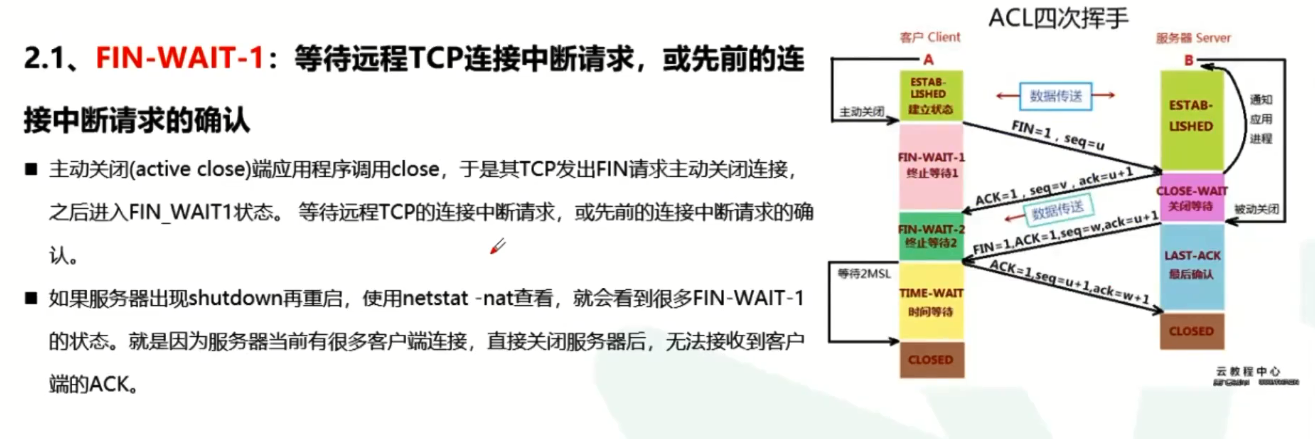 2.1、FIN-WAIT-1：等待远程TCP连接中断请求，或先前的连
接中断请求的确认
■ 主动关闭(active close)端应用程序调用close，于是其TCP发出FIN请求主动关闭连接，
之后进入FIN_WAIT1状态。 等待远程TCP的连接中断请求，或先前的连接中断请求的确
认。
■ 如果服务器出现shutdown再重启，使用netstat -nat查看，就会看到很多FIN-WAIT-1
的状态。就是因为服务器当前有很多客户端连接，直接关闭服务器后，无法接收到客户
端的ACK。
ACL四次挥手
客户 Client
服务器 Server
A
B
ESTAB-
LISHED
建立状态
主动关闭
数据传送
ESTAB-
LISHED
通知
应用
进程
FIN=1，seq=u
FIN-WAIT-1
终止等待1
ACK=1，seq=v，ack=u+1
CLOSE-WAIT
关闭等待
数据传送
被动关闭
FIN-WAIT-2
终止等待2
FIN=1,ACK=1,seq=w,ack=u+1
LAST-ACK
最后确认
等待2MSL
ACK=1,seq=u+1,ack=w+1
TIME-WAIT
时间等待
CLOSED
CLOSED
云教程中心